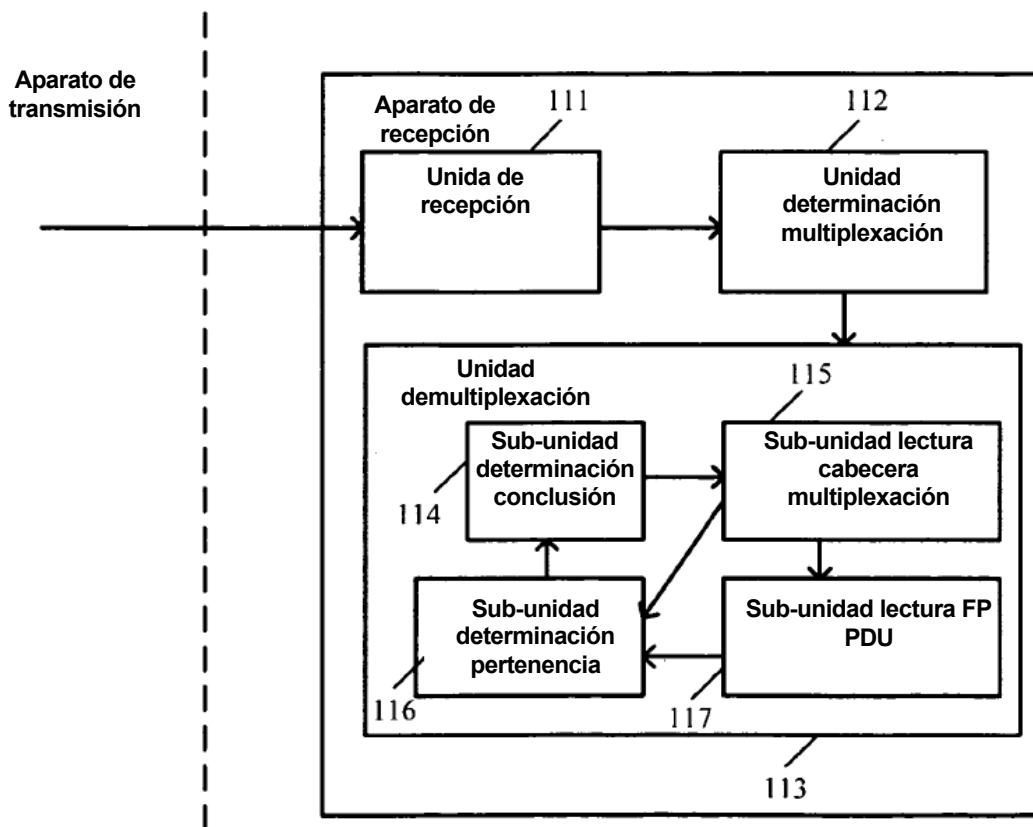 Aparato de
transmisión
Aparato de
recepción
111
112
Unida de
recepción
Unidad
determinación
multiplexación
Unidad
demultiplexación
115
Sub-unidad
determinación
conclusión
114
Sub-unidad lectura
cabecera
multiplexación
Sub-unidad
determinación
pertenencia
116
Sub-unidad lectura FP
PDU
117
113